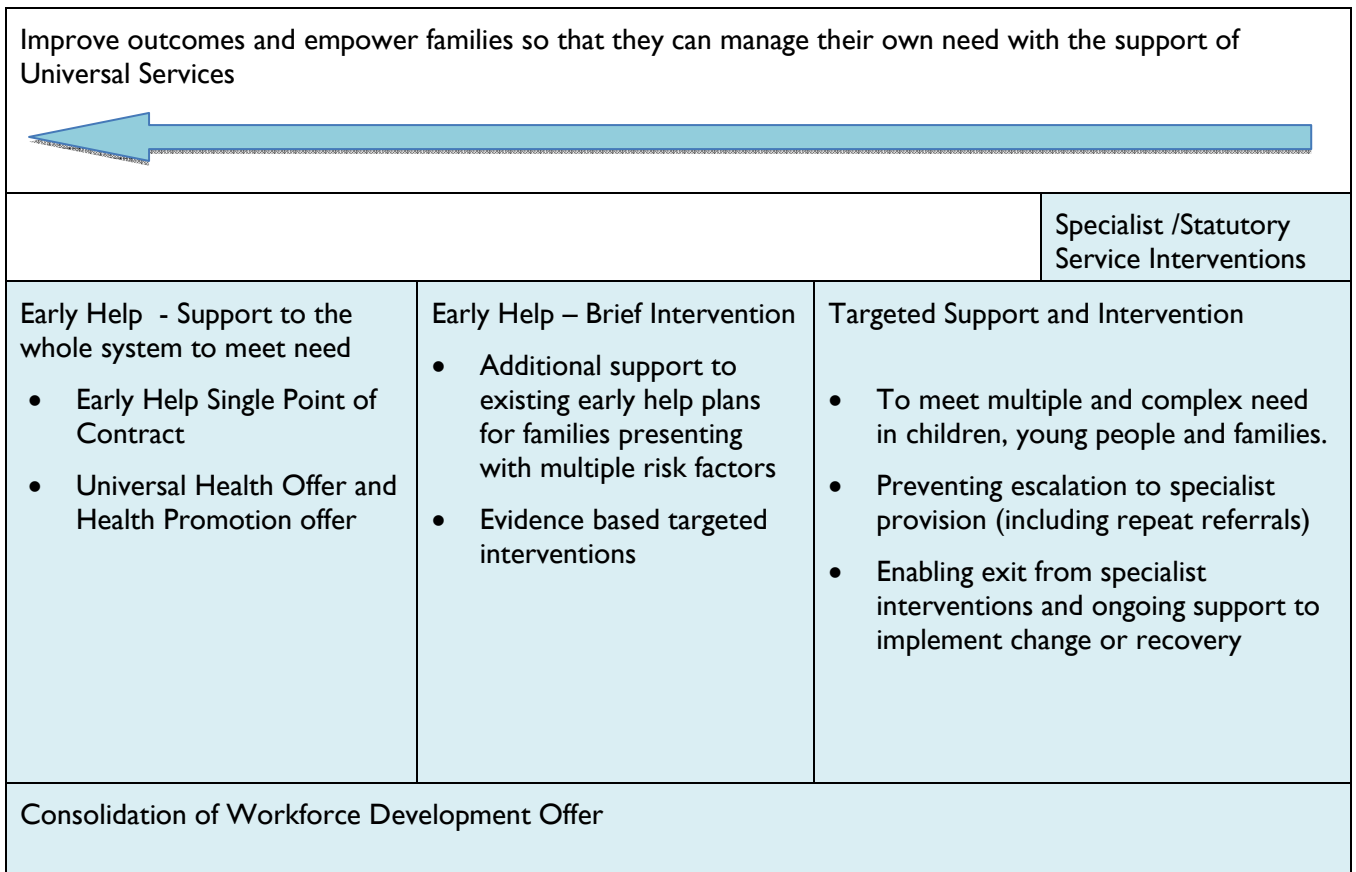 Improve outcomes and empower families so that they can manage their own need with the support of
Universal Services
Specialist /Statutory
Service Interventions
Early Help  - Support to the
whole system to meet need
• Early Help Single Point of
Contract
• Universal Health Offer and
Health Promotion offer
Early Help – Brief Intervention
• Additional support to
existing early help plans
for families presenting
with multiple risk factors
• Evidence based targeted
interventions
Targeted Support and Intervention
• To meet multiple and complex need
in children, young people and families.
• Preventing escalation to specialist
provision (including repeat referrals)
• Enabling exit from specialist
interventions and ongoing support to
implement change or recovery
Consolidation of Workforce Development Offer